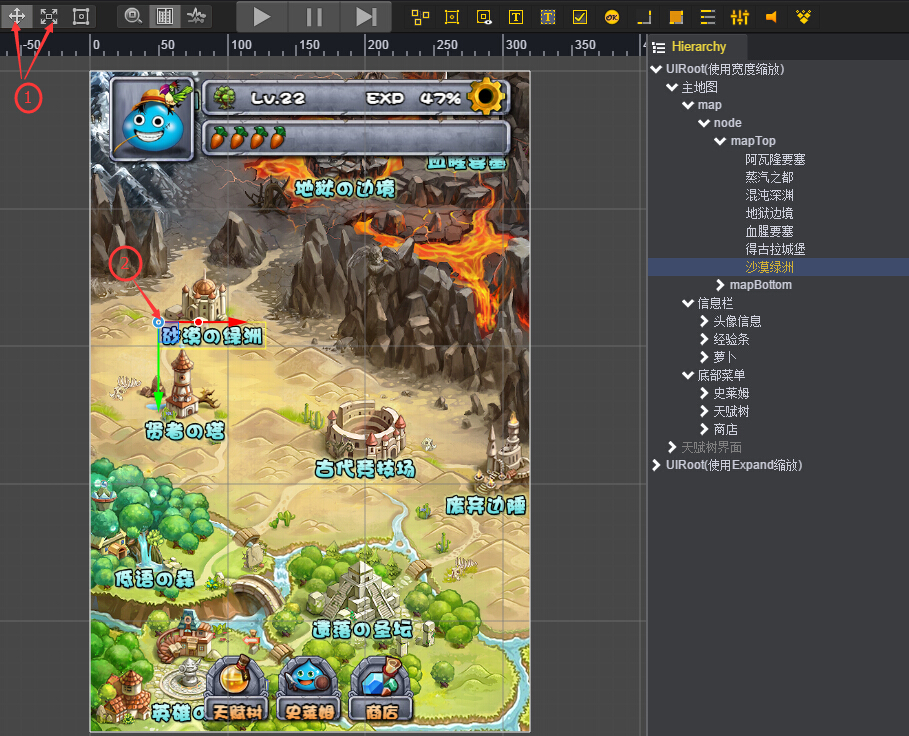 -50 0 50 100 150 200 250 300 350
1
Hierarchy
UIRoot(使用宽度缩放)
主地图
map
node
mapTop
阿瓦隆要塞
蒸汽之都
混沌深渊
地狱边境
血腥要塞
得古拉城堡
沙漠绿洲
mapBottom
信息栏
头像信息
经验条
萝卜
底部菜单
史莱姆
天赋树
商店
天赋树界面
UIRoot(使用Expand缩放)
Lv.22
EXP 47%
地狱の边境
2
砂漠の绿洲
贤者の塔
古代竞技场
废弃边陲
低语の森
遗落の圣坛
英雄の
天赋树
史莱姆
商店
T
T
OK